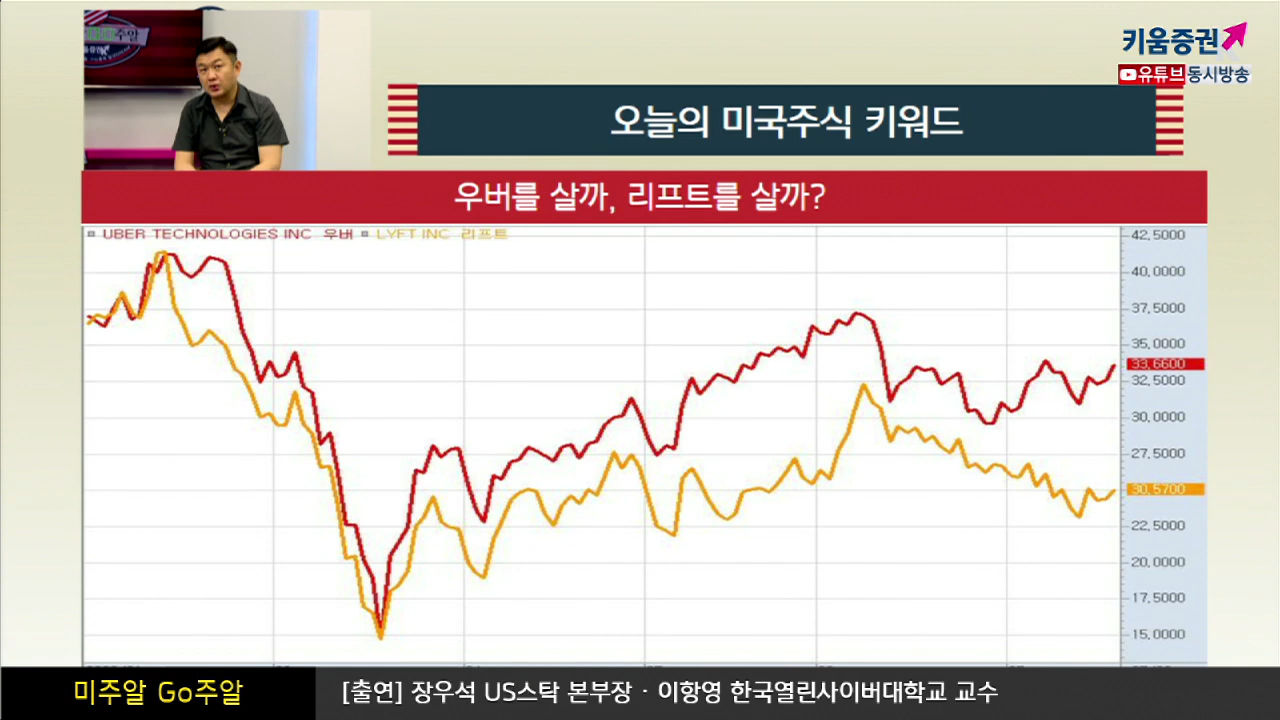 주알
키움증권
유튜브 동시방송
오늘의 미국주식 키워드
우버를 살까, 리프트를 살까?
UBER TECHNOLOGIES INC 우버 LYFT INC 리프트
42,5000
40,0000
37,5000
35,0000
33,6600
32,5000
30,0000
27,5000
30,5700
22,5000
20,0000
17,5000
15,0000
미주알 Go주알
[출연] 장우석 US스탁 본부장 · 이항영 한국열린사이버대학교 교수